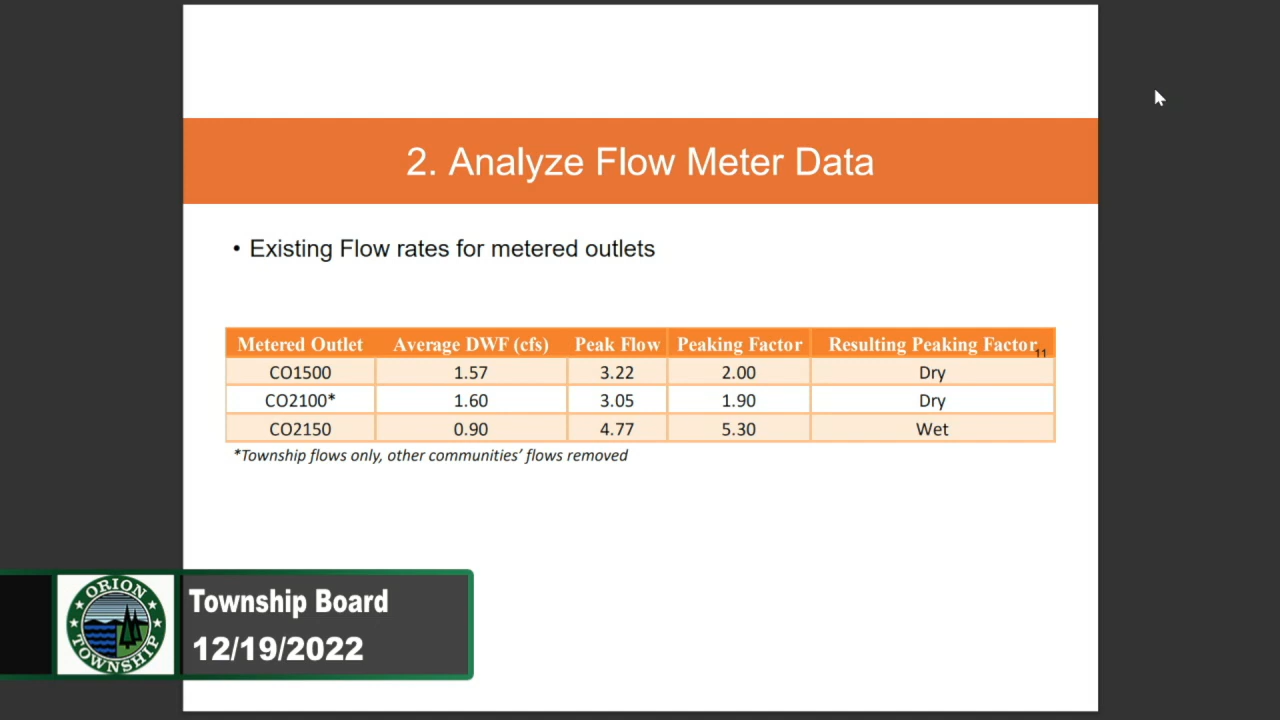 2. Analyze Flow Meter Data
• Existing Flow rates for metered outlets
Metered Outlet Average DWF (cfs) Peak Flow Peaking Factor Resulting Peaking Factor
11
CO1500 1.57 3.22 2.00 Dry
CO2100* 1.60 3.05 1.90 Dry
CO2150 0.90 4.77 5.30 Wet
*Township flows only, other communities’ flows removed
ORION
TOWNSHIP
Township Board
12/19/2022